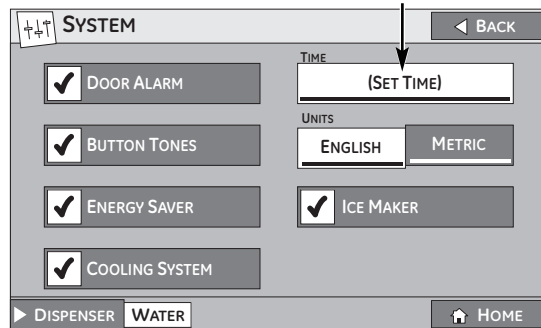 SYSTEM
BACK
DOOR ALARM
BUTTON TONES
ENERGY SAVER
COOLING SYSTEM
TIME
(SET TIME)
UNITS
ENGLISH METRIC
ICE MAKER
DISPENSER WATER
HOME